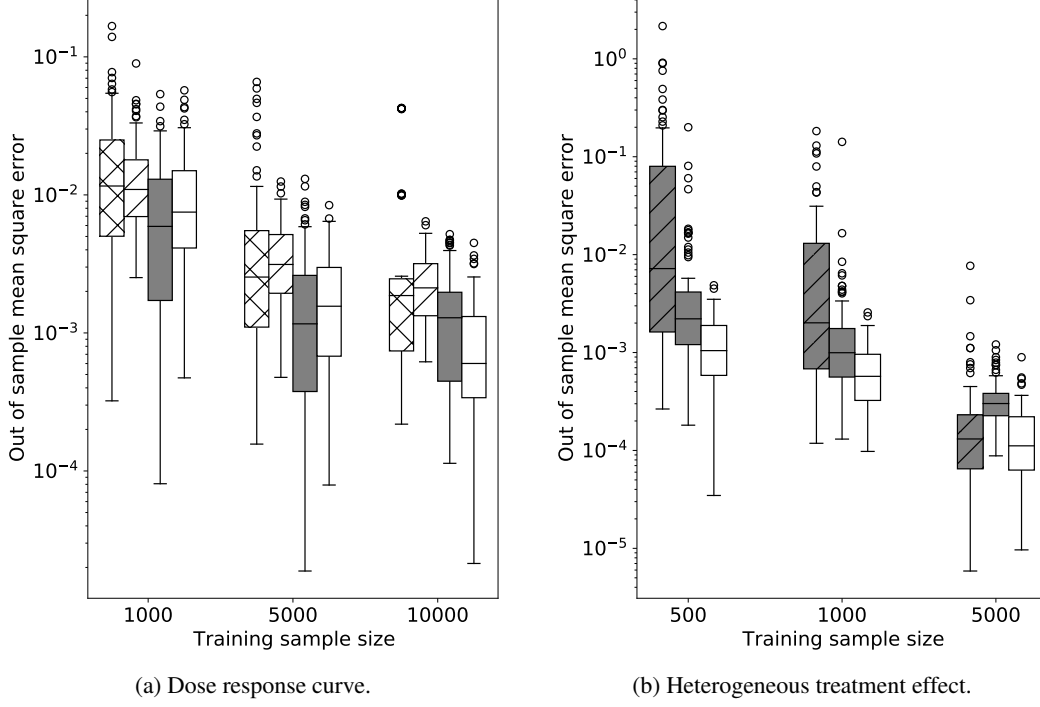 Out of sample mean square error
10⁻¹
10⁻²
10⁻³
10⁻⁴
1000 5000 10000
Training sample size
(a) Dose response curve.
Out of sample mean square error
10⁰
10⁻¹
10⁻²
10⁻³
10⁻⁴
10⁻⁵
500 1000 5000
Training sample size
(b) Heterogeneous treatment effect.